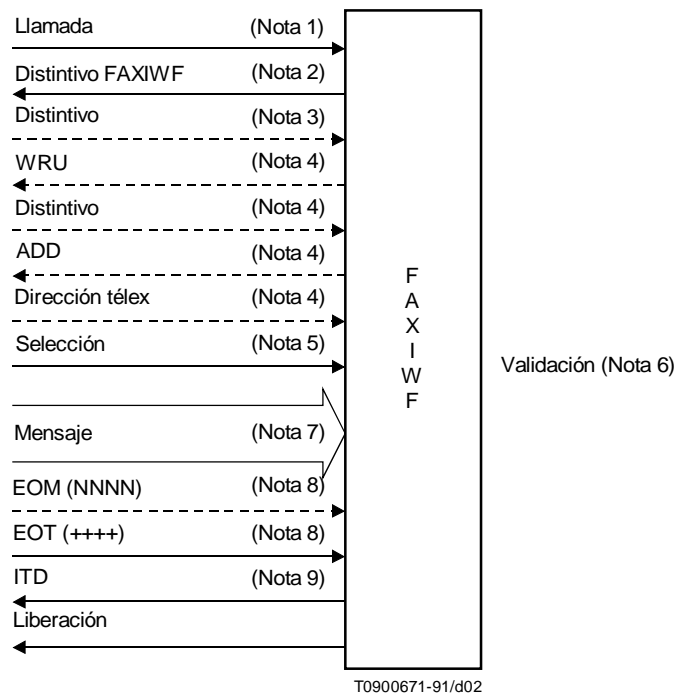 Llamada (Nota 1)
Distintivo FAXIWF (Nota 2)
Distintivo (Nota 3)
WRU (Nota 4)
Distintivo (Nota 4)
ADD (Nota 4)
Dirección télex (Nota 4)
Selección (Nota 5)
Mensaje (Nota 7)
EOM (NNNN) (Nota 8)
EOT (++++) (Nota 8)
ITD (Nota 9)
Liberación
F
A
X
I
W
F
Validación (Nota 6)
T0900671-91/d02